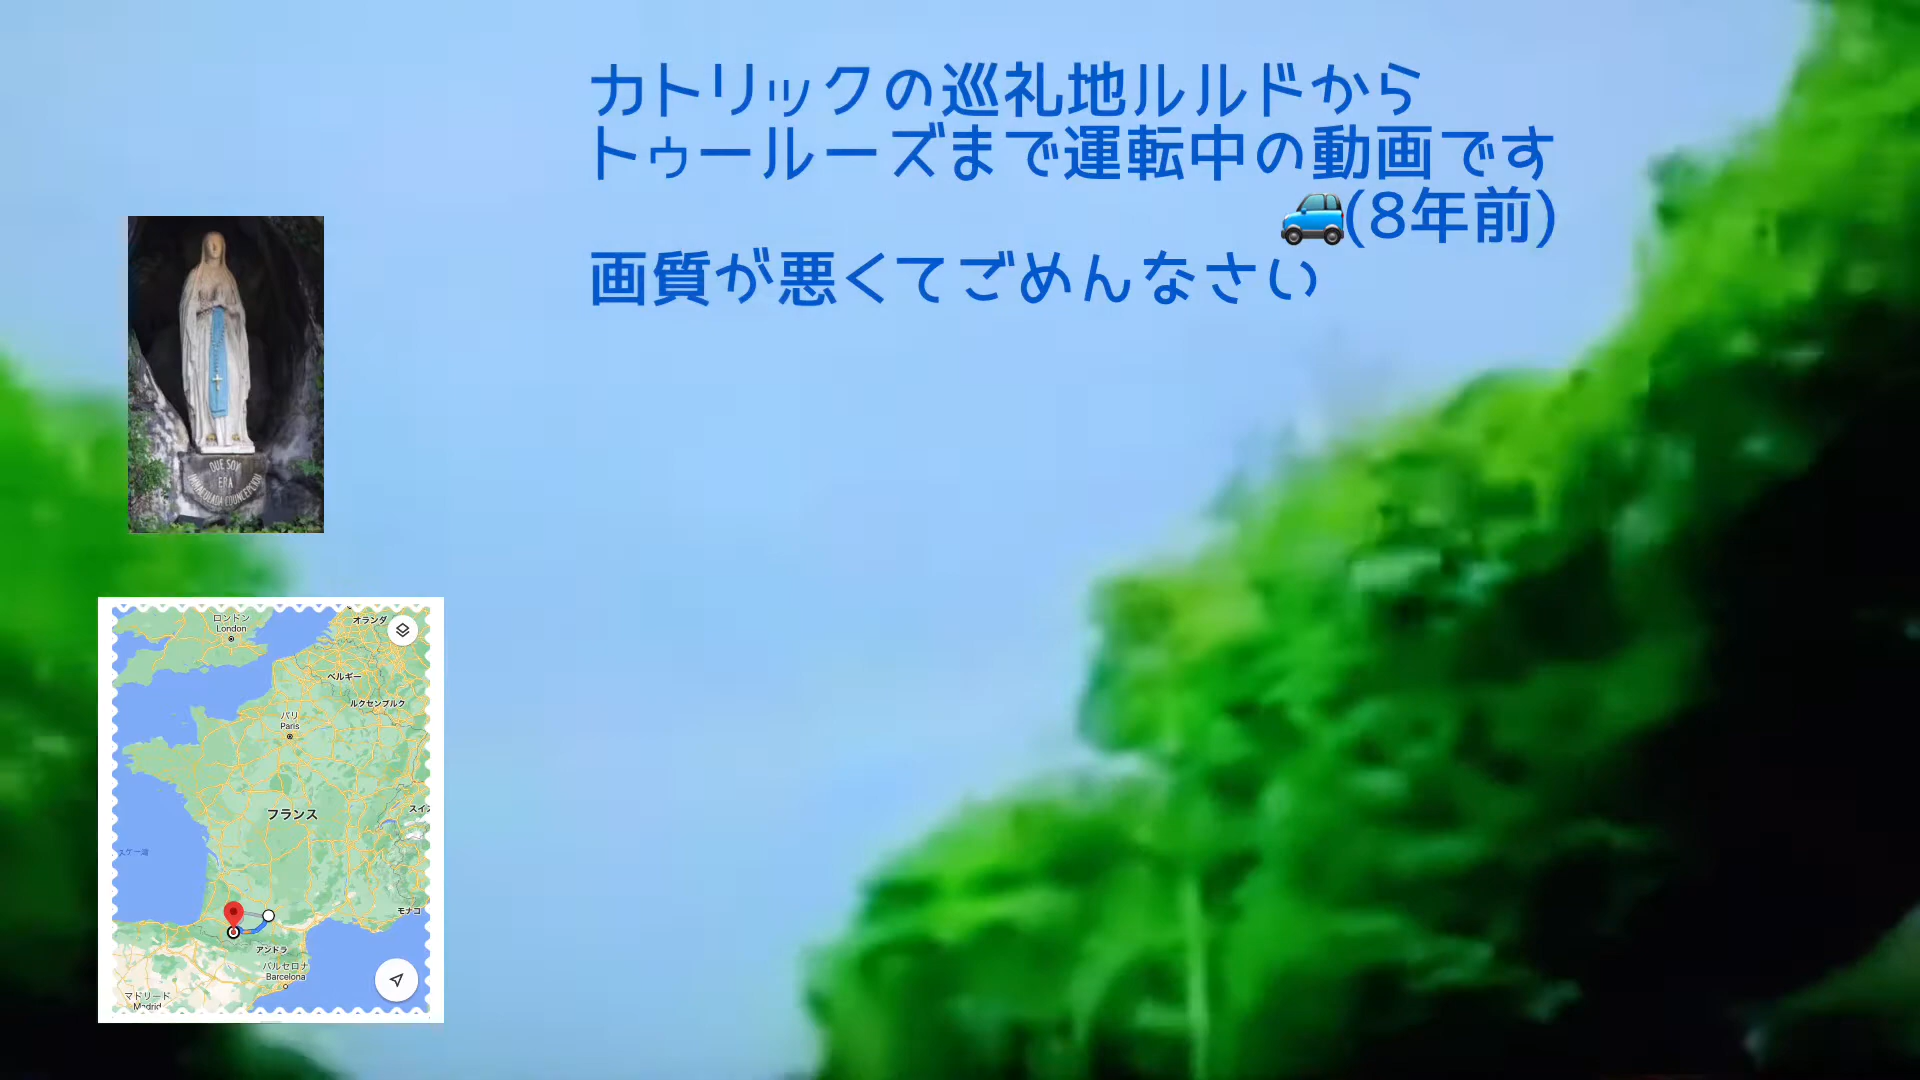 カトリックの巡礼地ルルドから
トゥールーズまで運転中の動画です
🚙(8年前)
画質が悪くてごめんなさい
QUE SOY
ERA
IMMACULADA COUNCEPCIOU
ロンドン
London
オランダ
ベルギー
ルクセンブルク
パリ
Paris
フランス
スイス
スケー湾
モナコ
アンドラ
バルセロナ
Barcelona
マドリード
Madrid